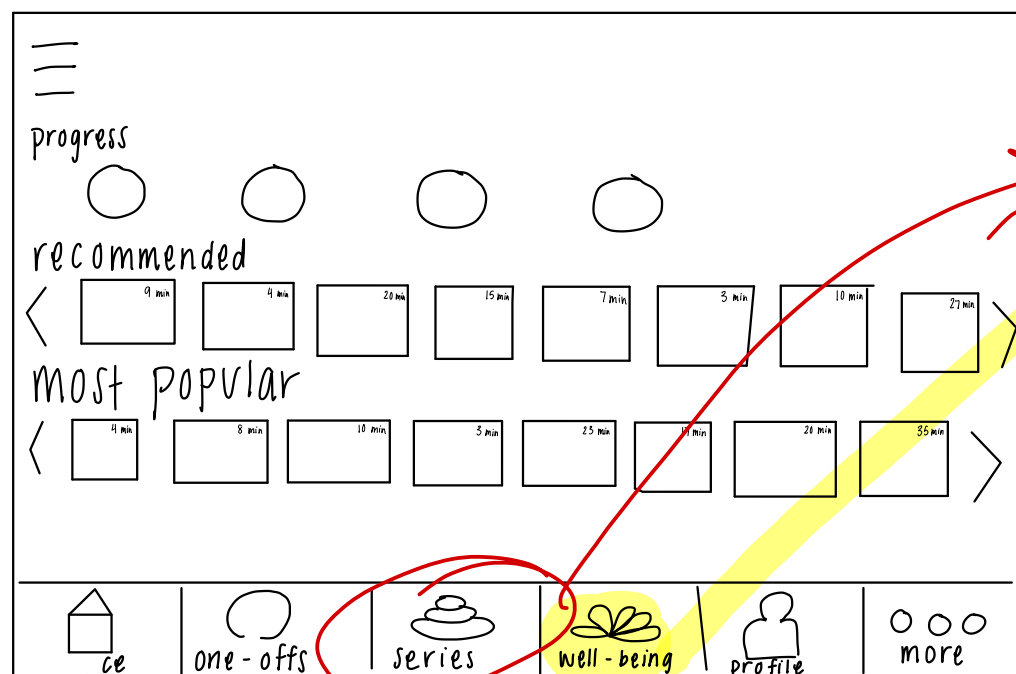 progress
recommended
9 min 4 min 20 min 15 min 7 min 3 min 10 min 27 min
most popular
4 min 8 min 10 min 3 min 23 min min 20 min 35 min
ce one-offs series well-being profile more